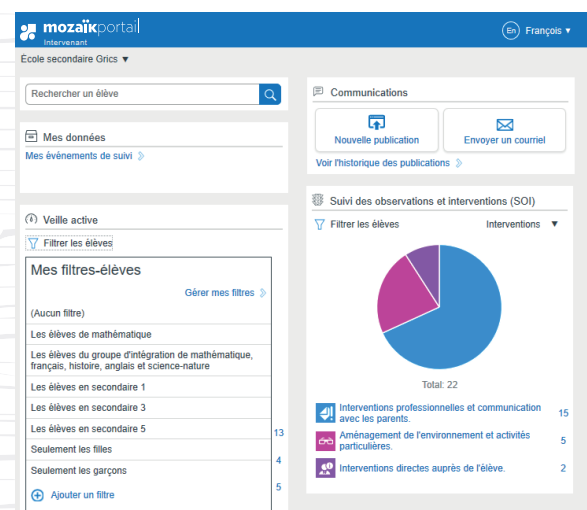 mozaïkportail
Intervenant
En
François ▼
École secondaire Grics ▼
Rechercher un élève
Mes données
Mes évènements de suivi
Veille active
Filtrer les élèves
Mes filtres-élèves
Gérer mes filtres
(Aucun filtre)
Les élèves de mathématique
Les élèves du groupe d'intégration de mathématique,
français, histoire, anglais et science-nature
Les élèves en secondaire 1
Les élèves en secondaire 3
Les élèves en secondaire 5
13
Seulement les filles
4
Seulement les garçons
5
Ajouter un filtre
Communications
Nouvelle publication
Envoyer un courriel
Voir l'historique des publications
Suivi des observations et interventions (SOI)
Filtrer les élèves
Interventions ▼
Total: 22
Interventions professionnelles et communication
avec les parents.
15
Aménagement de l'environnement et activités
particulières.
5
Interventions directes auprès de l'élève.
2